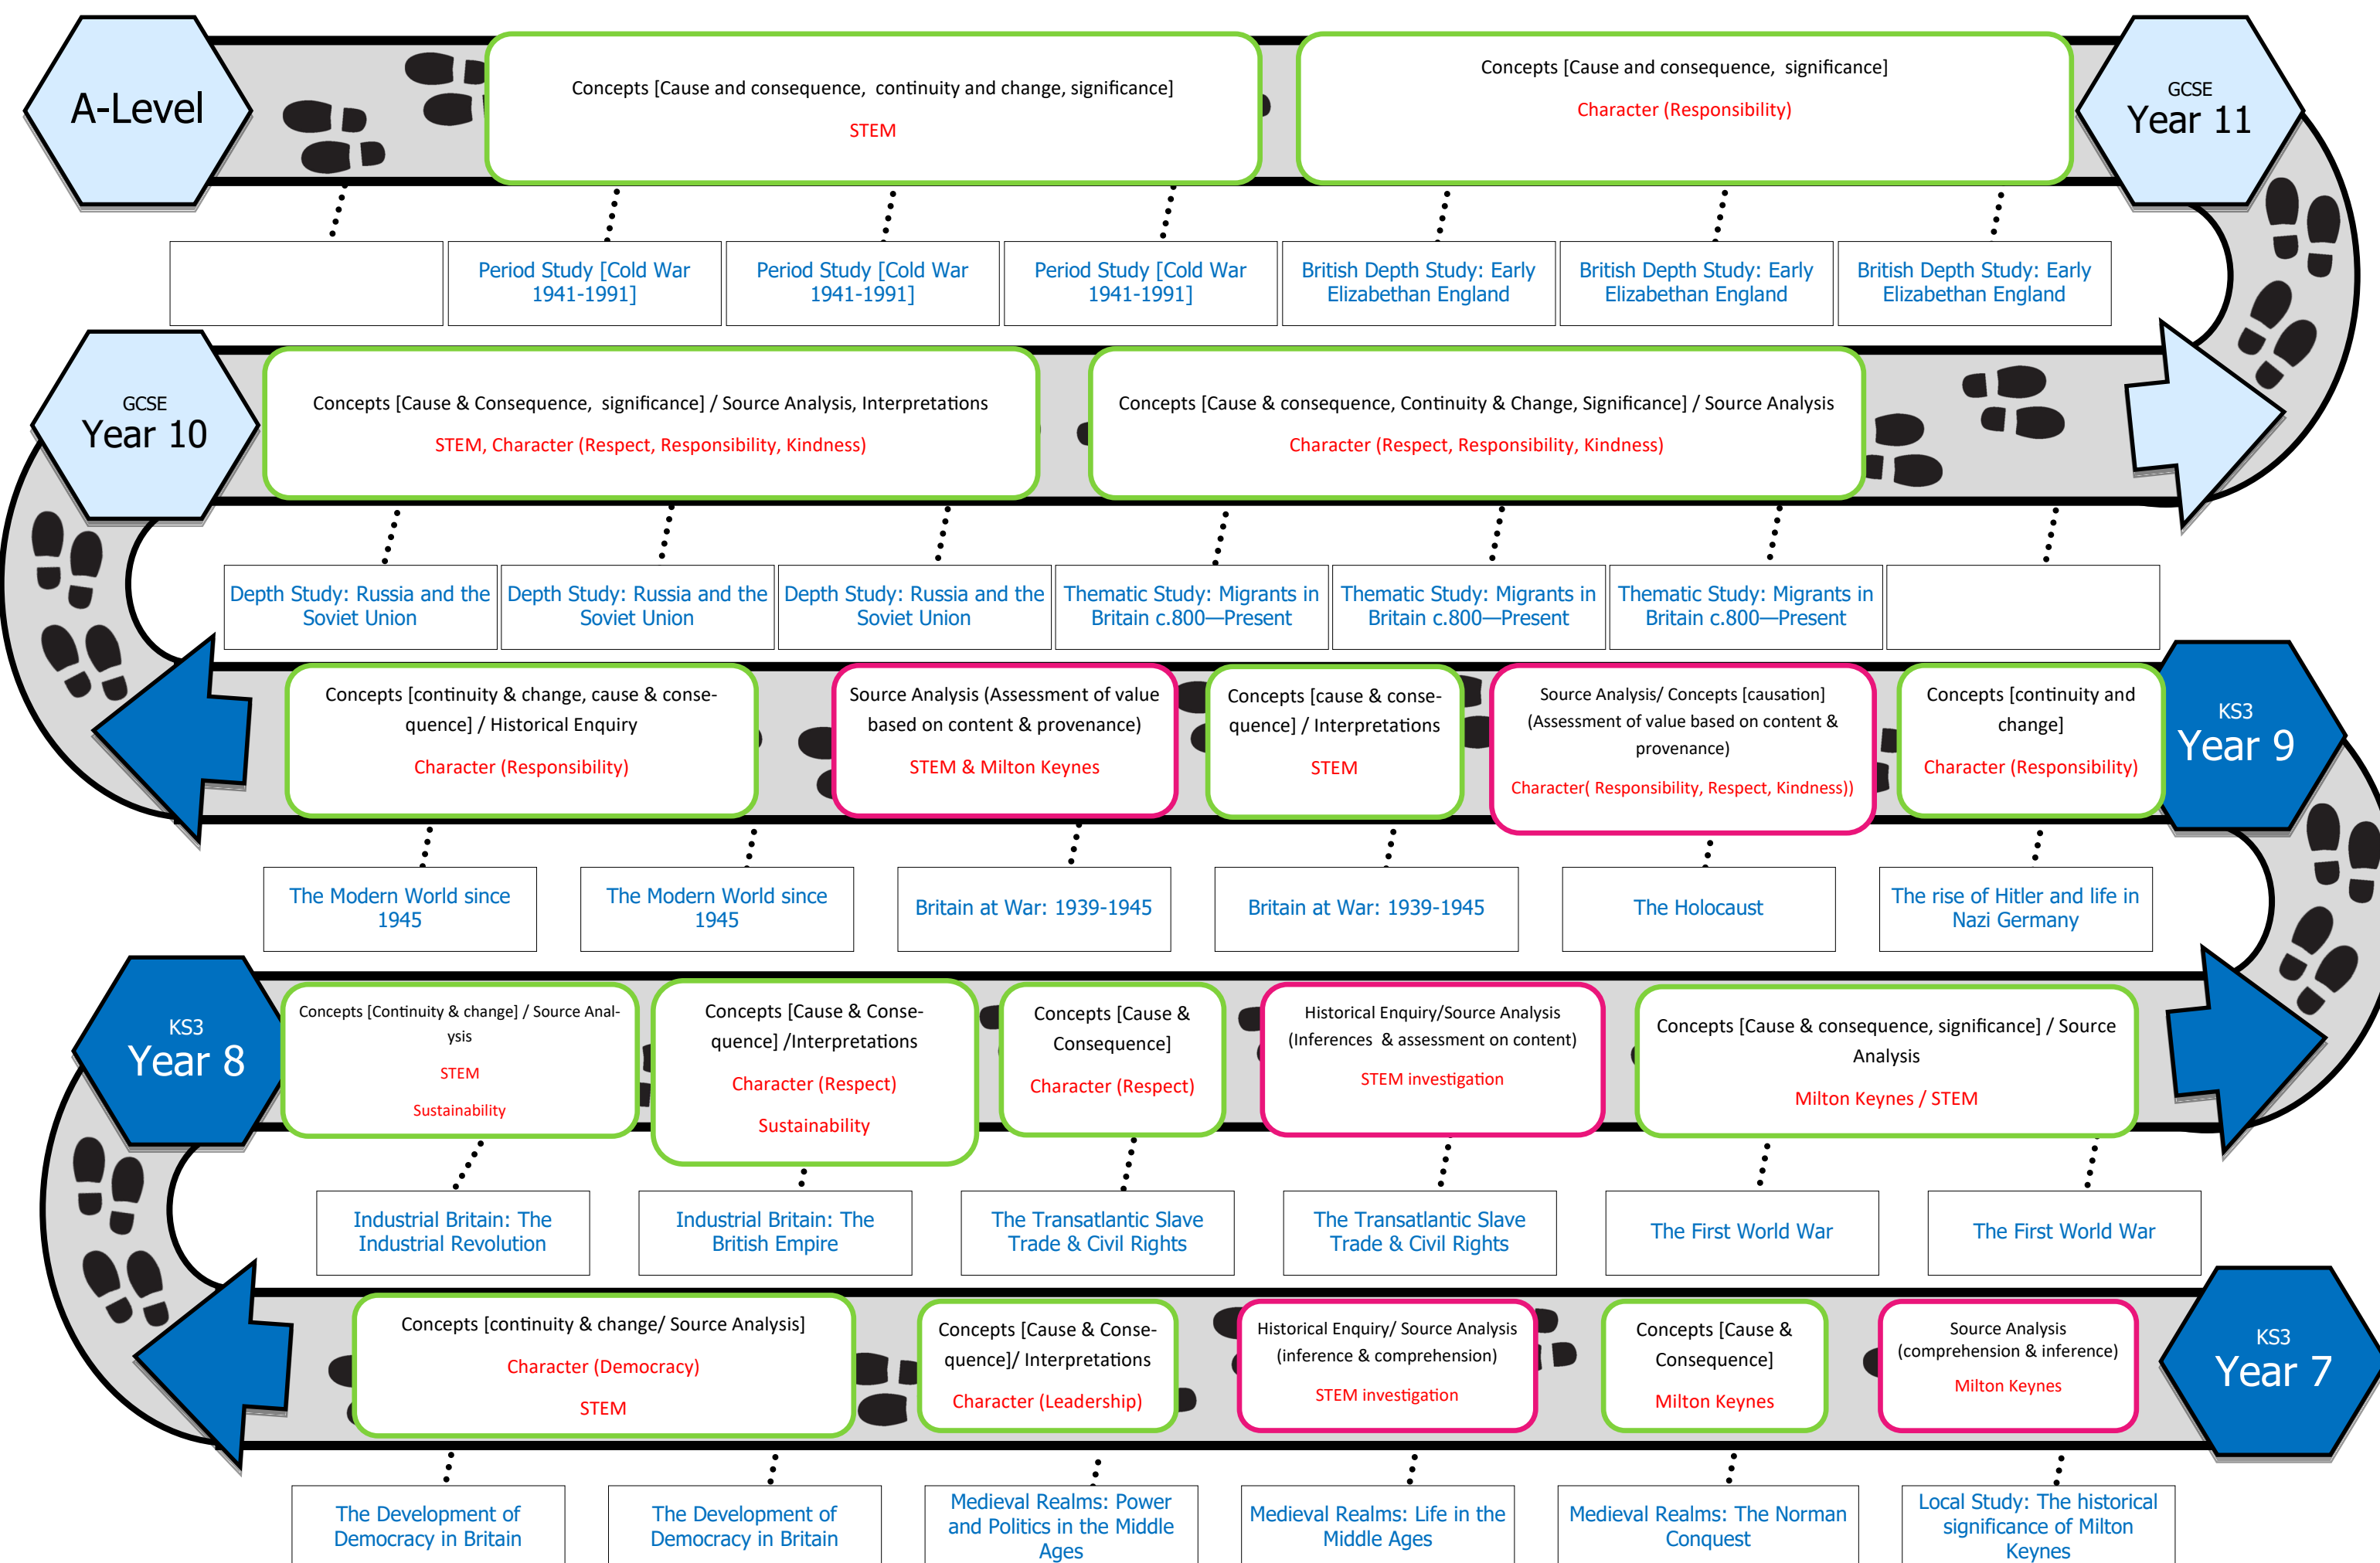 A-Level
Concepts [Cause and consequence,  continuity and change, significance]
STEM
Concepts [Cause and consequence,  significance]
Character (Responsibility)
GCSE
Year 11
Period Study [Cold War
1941-1991]
Period Study [Cold War
1941-1991]
Period Study [Cold War
1941-1991]
British Depth Study: Early
Elizabethan England
British Depth Study: Early
Elizabethan England
British Depth Study: Early
Elizabethan England
GCSE
Year 10
Concepts [Cause & Consequence,  significance] / Source Analysis, Interpretations
STEM, Character (Respect, Responsibility, Kindness)
Concepts [Cause & consequence, Continuity & Change, Significance] / Source Analysis
Character (Respect, Responsibility, Kindness)
Depth Study: Russia and the
Soviet Union
Depth Study: Russia and the
Soviet Union
Depth Study: Russia and the
Soviet Union
Thematic Study: Migrants in
Britain c.800—Present
Thematic Study: Migrants in
Britain c.800—Present
Thematic Study: Migrants in
Britain c.800—Present
Concepts [continuity & change, cause & conse-
quence] / Historical Enquiry
Character (Responsibility)
Source Analysis (Assessment of value
based on content & provenance)
STEM & Milton Keynes
Concepts [cause & conse-
quence] / Interpretations
STEM
Source Analysis/ Concepts [causation]
(Assessment of value based on content &
provenance)
Character( Responsibility, Respect, Kindness))
Concepts [continuity and
change]
Character (Responsibility)
KS3
Year 9
The Modern World since
1945
The Modern World since
1945
Britain at War: 1939-1945
Britain at War: 1939-1945
The Holocaust
The rise of Hitler and life in
Nazi Germany
KS3
Year 8
Concepts [Continuity & change] / Source Anal-
ysis
STEM
Sustainability
Concepts [Cause & Conse-
quence] /Interpretations
Character (Respect)
Sustainability
Concepts [Cause &
Consequence]
Character (Respect)
Historical Enquiry/Source Analysis
(Inferences  & assessment on content)
STEM investigation
Concepts [Cause & consequence, significance] / Source
Analysis
Milton Keynes / STEM
Industrial Britain: The
Industrial Revolution
Industrial Britain: The
British Empire
The Transatlantic Slave
Trade & Civil Rights
The Transatlantic Slave
Trade & Civil Rights
The First World War
The First World War
Concepts [continuity & change/ Source Analysis]
Character (Democracy)
STEM
Concepts [Cause & Conse-
quence]/ Interpretations
Character (Leadership)
Historical Enquiry/ Source Analysis
(inference & comprehension)
STEM investigation
Concepts [Cause &
Consequence]
Milton Keynes
Source Analysis
(comprehension & inference)
Milton Keynes
KS3
Year 7
The Development of
Democracy in Britain
The Development of
Democracy in Britain
Medieval Realms: Power
and Politics in the Middle
Ages
Medieval Realms: Life in the
Middle Ages
Medieval Realms: The Norman
Conquest
Local Study: The historical
significance of Milton
Keynes